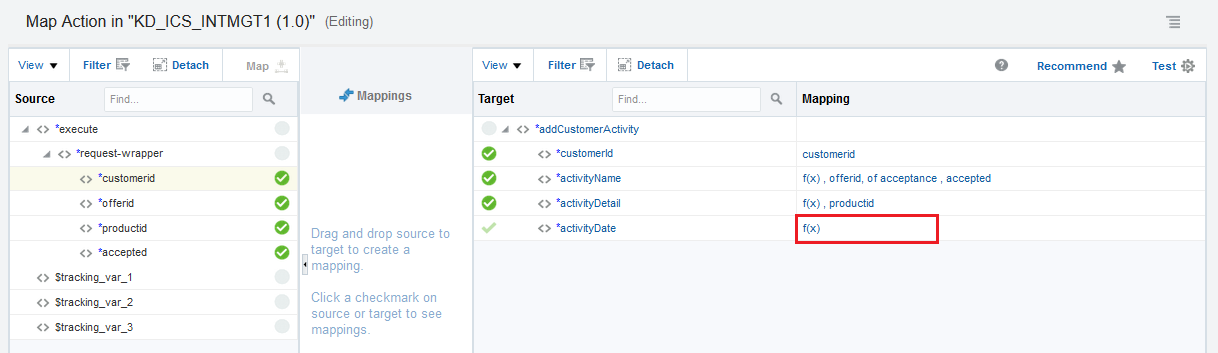 Map Action in "KD_ICS_INTMGT1 (1.0)" (Editing)
View Filter Detach Map
Source Find...
*execute
*request-wrapper
*customerid
*offerid
*productid
*accepted
$tracking_var_1
$tracking_var_2
$tracking_var_3
Mappings
Drag and drop source to
target to create a
mapping.
Click a checkmark on
source or target to see
mappings.
View Filter Detach ? Recommend Test
Target Find... Mapping
*addCustomerActivity
*customerId customerid
*activityName f(x) , offerid, of acceptance , accepted
*activityDetail f(x) , productid
*activityDate f(x)